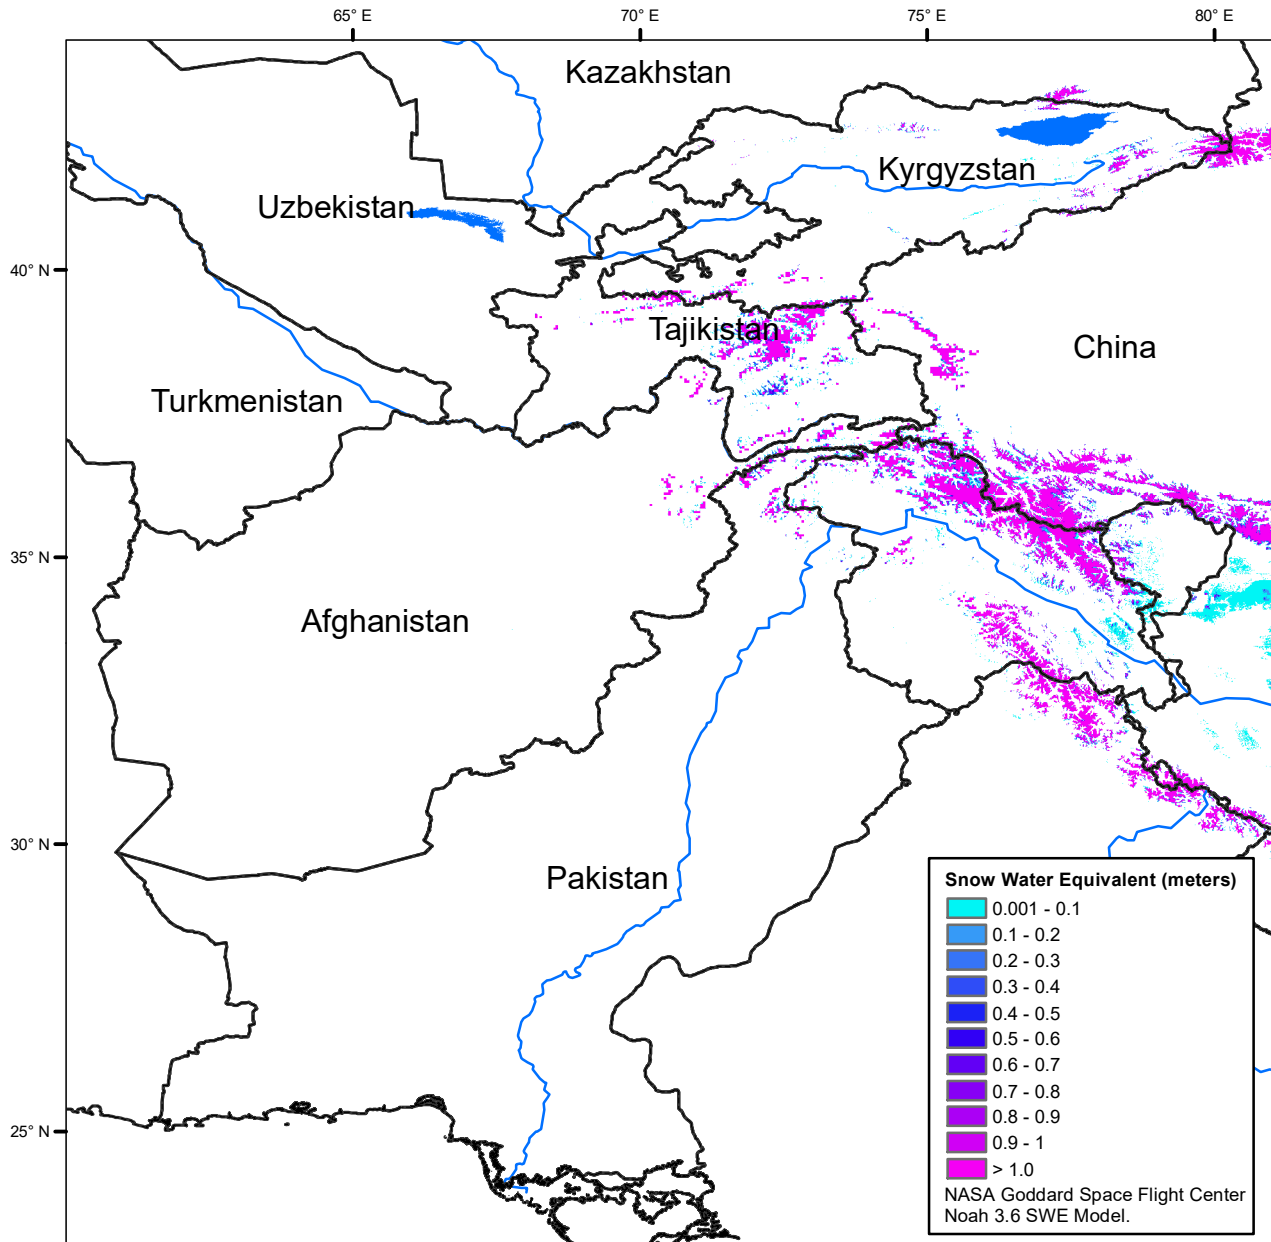 65° E
70° E
75° E
80° E
Kazakhstan
Kyrgyzstan
Uzbekistan
40° N
Tajikistan
China
Turkmenistan
35° N
Afghanistan
30° N
Pakistan
25° N
Snow Water Equivalent (meters)
0.001 - 0.1
0.1 - 0.2
0.2 - 0.3
0.3 - 0.4
0.4 - 0.5
0.5 - 0.6
0.6 - 0.7
0.7 - 0.8
0.8 - 0.9
0.9 - 1
> 1.0
NASA Goddard Space Flight Center
Noah 3.6 SWE Model.